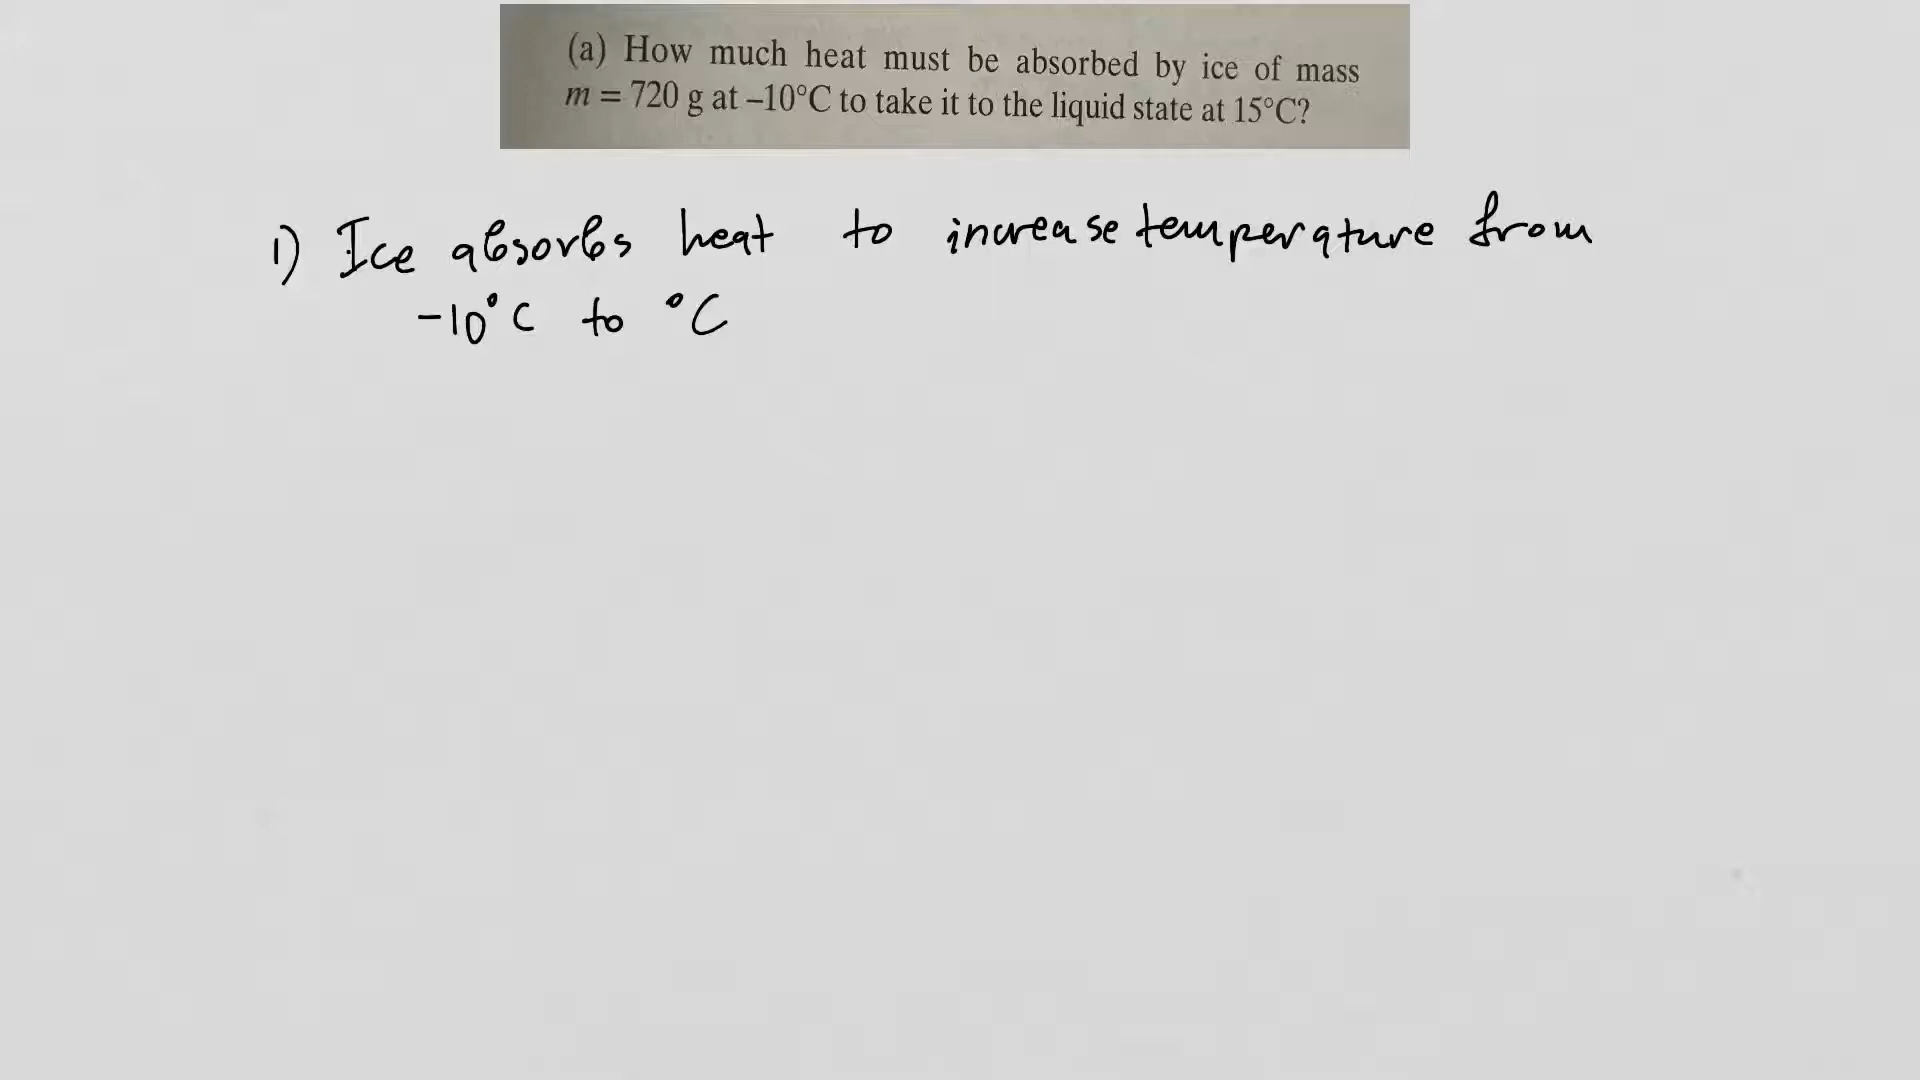 (a) How much heat must be absorbed by ice of mass
m = 720 g at –10°C to take it to the liquid state at 15°C?
1) Ice absorbs heat to increase temperature from
-10°C to °C